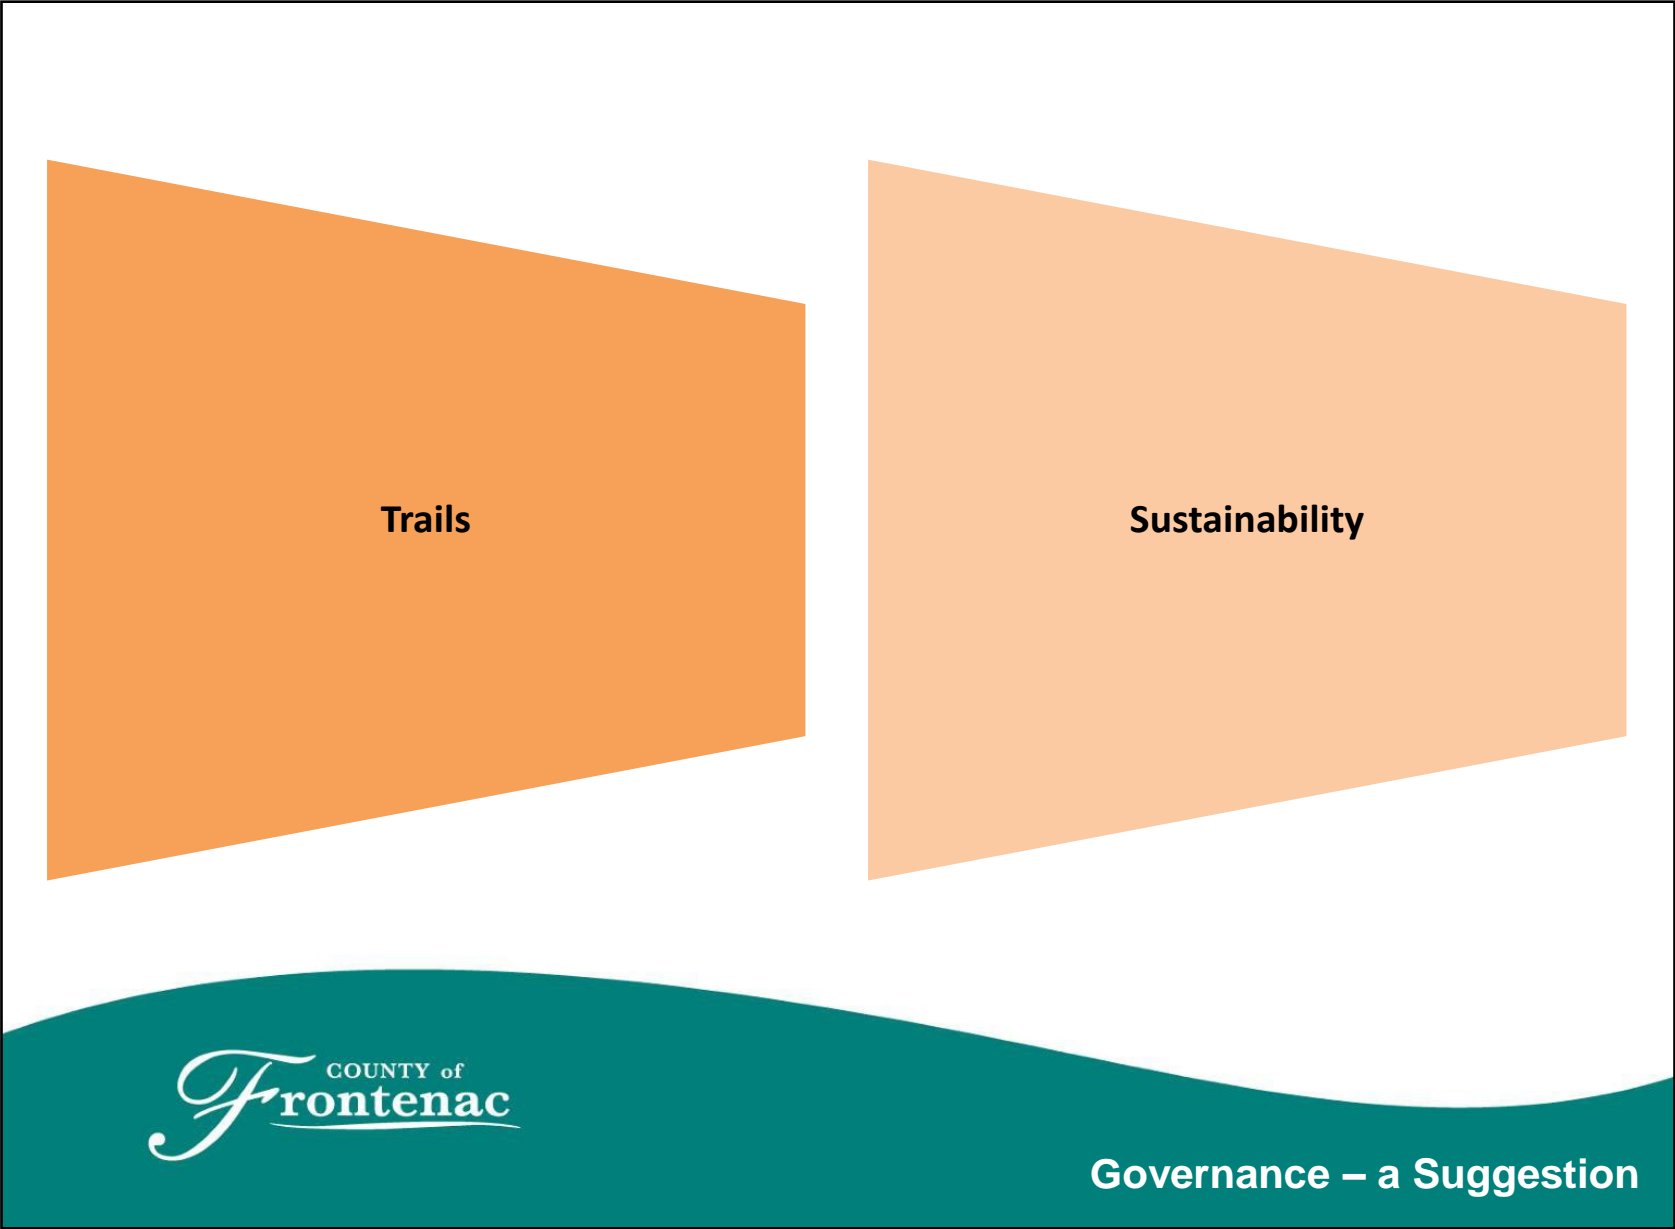 Trails
Sustainability
COUNTY of
Frontenac
Governance – a Suggestion